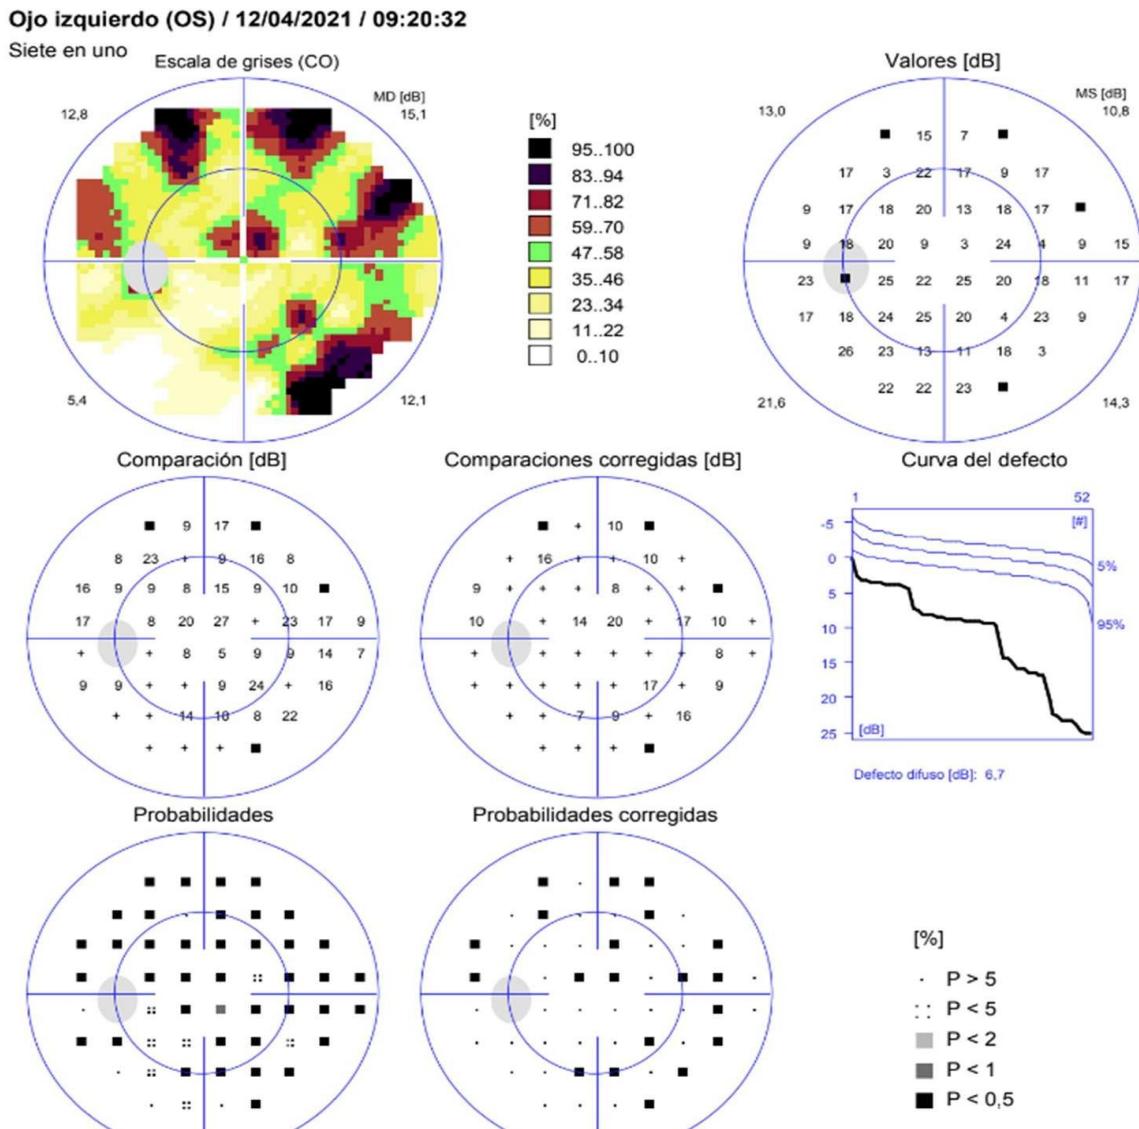 Ojo izquierdo (OS) / 12/04/2021 / 09:20:32
Siete en uno
Escala de grises (CO)
MD [dB]
12,8
15,1
5,4
12,1
[%]
95..100
83..94
71..82
59..70
47..58
35..46
23..34
11..22
0..10
Valores [dB]
MS [dB]
13,0
10,8
15 7
17 3 22 17 9 17
9 17 18 20 13 18 17
9 18 20 9 3 24 4 9 15
23 25 22 25 20 18 11 17
17 18 24 25 20 4 23 9
26 23 13 11 18 3
22 22 23
21,6
14,3
Comparación [dB]
9 17
8 23 + 9 16 8
16 9 9 8 15 9 10
17 8 20 27 + 23 17 9
+ + 8 5 9 9 14 7
9 9 + + 9 24 + 16
+ + 14 10 8 22
+ + +
Comparaciones corregidas [dB]
+ 10
+ 16 + + 10 +
9 + + + 8 + +
10 + 14 20 + 17 10 +
+ + + + + + 8 +
+ + + + + 17 + 9
+ + 7 9 + 16
+ + +
Curva del defecto
1
52
[#]
-5
0
5
10
15
20
25
5%
95%
[dB]
Defecto difuso [dB]: 6,7
Probabilidades
Probabilidades corregidas
[%]
P > 5
P < 5
P < 2
P < 1
P < 0,5